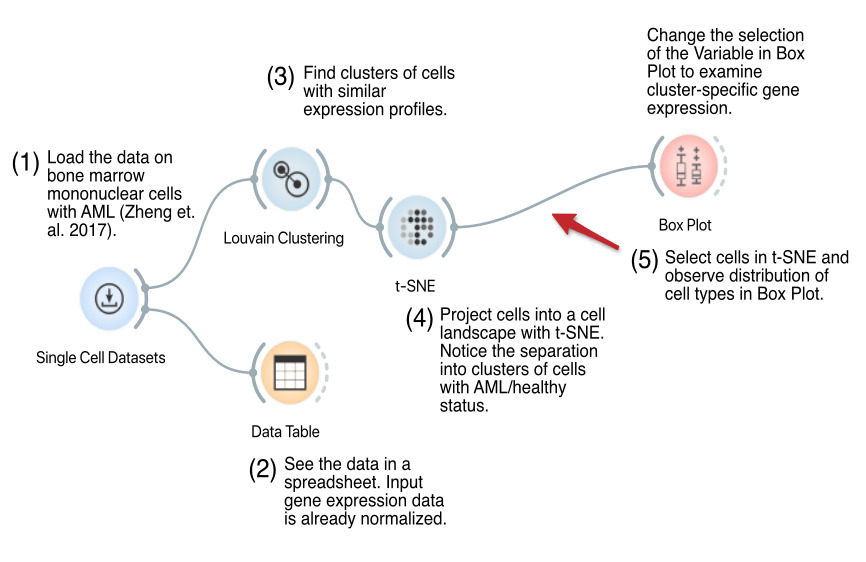 (1) Load the data on
bone marrow
mononuclear cells
with AML (Zheng et.
al. 2017).
Single Cell Datasets
(2) See the data in a
spreadsheet. Input
gene expression data
is already normalized.
Data Table
(3) Find clusters of cells
with similar
expression profiles.
Louvain Clustering
t-SNE
(4) Project cells into a cell
landscape with t-SNE.
Notice the separation
into clusters of cells
with AML/healthy
status.
Change the selection
of the Variable in Box
Plot to examine
cluster-specific gene
expression.
Box Plot
(5) Select cells in t-SNE and
observe distribution of
cell types in Box Plot.